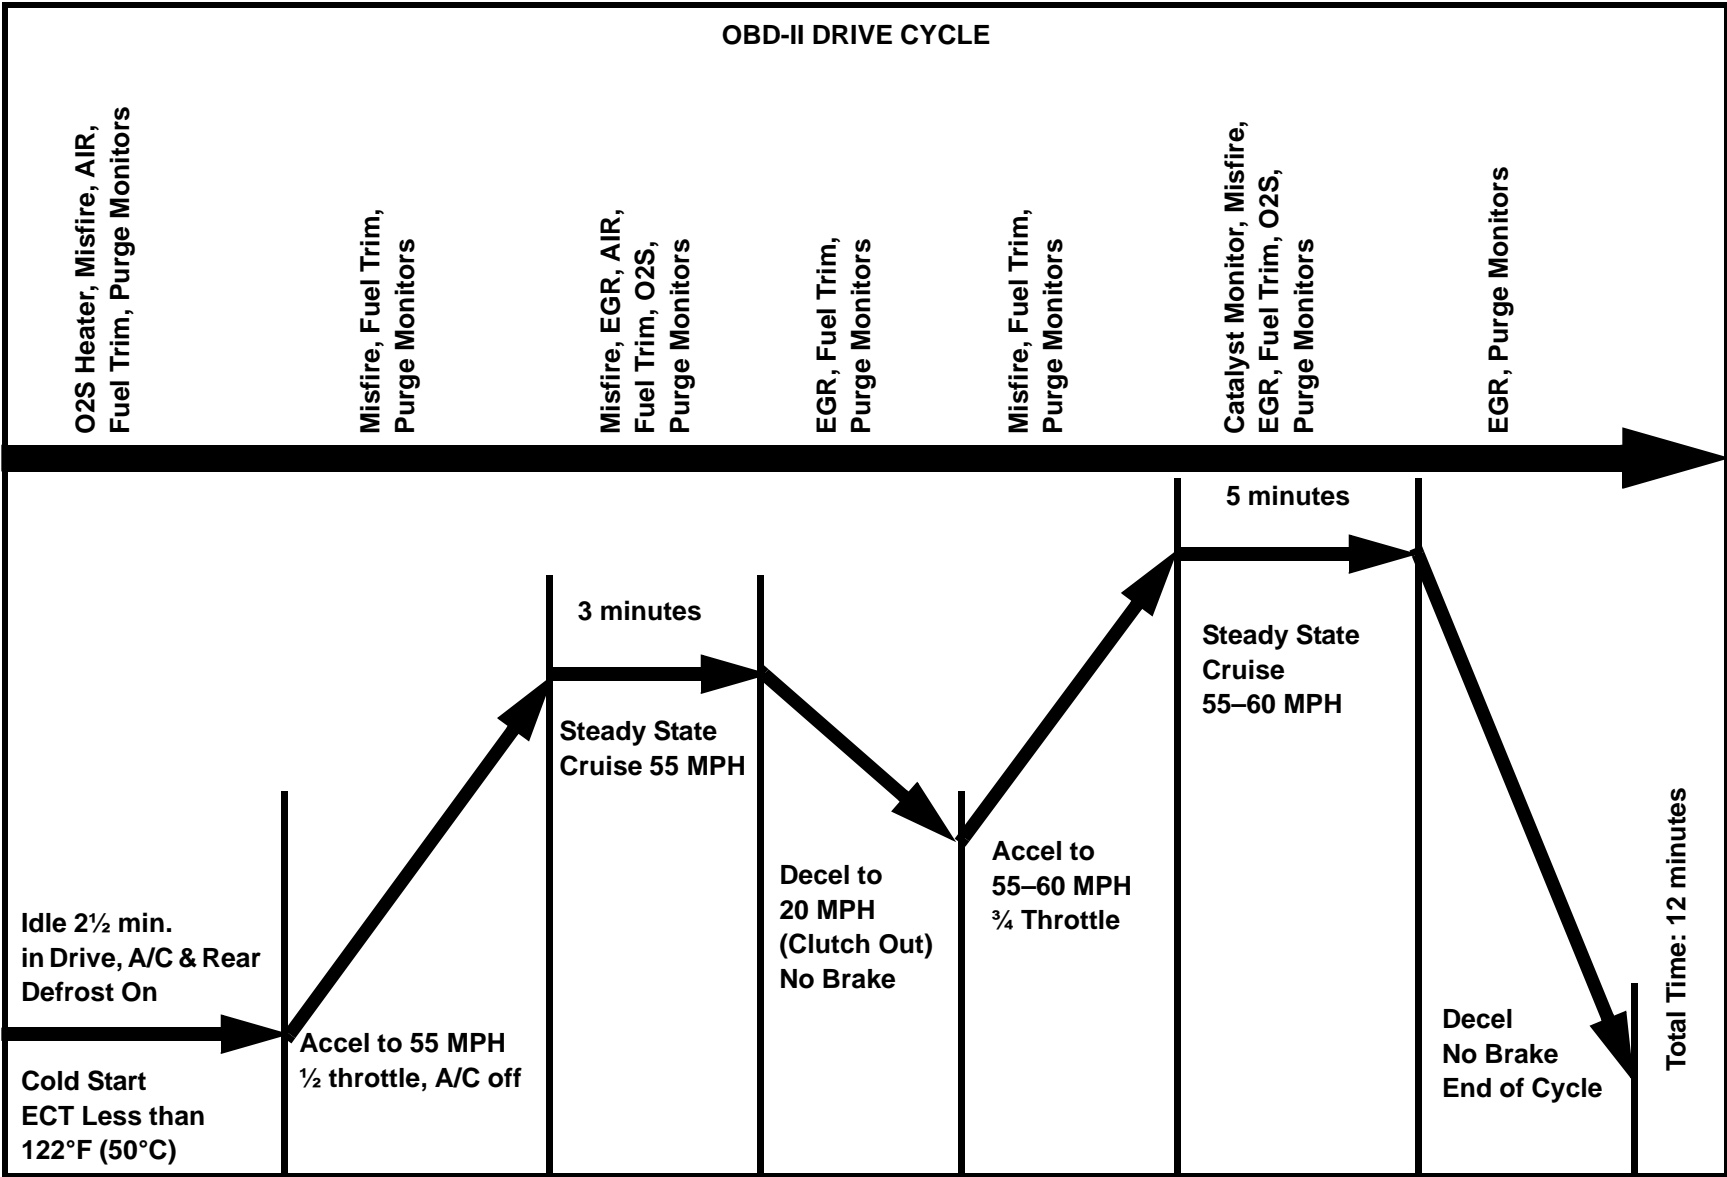 OBD-II DRIVE CYCLE
O2S Heater, Misfire, AIR,
Fuel Trim, Purge Monitors
Misfire, Fuel Trim,
Purge Monitors
Misfire, EGR, AIR,
Fuel Trim, O2S,
Purge Monitors
EGR, Fuel Trim,
Purge Monitors
Misfire, Fuel Trim,
Purge Monitors
Catalyst Monitor, Misfire,
EGR, Fuel Trim, O2S,
Purge Monitors
EGR, Purge Monitors
Idle 2½ min.
in Drive, A/C & Rear
Defrost On
Cold Start
ECT Less than
122°F (50°C)
Accel to 55 MPH
½ throttle, A/C off
3 minutes
Steady State
Cruise 55 MPH
Decel to
20 MPH
(Clutch Out)
No Brake
Accel to
55–60 MPH
¾ Throttle
5 minutes
Steady State
Cruise
55–60 MPH
Decel
No Brake
End of Cycle
Total Time: 12 minutes